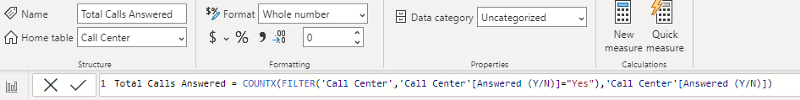 Name Total Calls Answered
Home table Call Center
Structure
$% Format Whole number
$ % 9 .00 0
Formatting
Data category Uncategorized
Properties
New measure
Quick measure
Calculations
1 Total Calls Answered = COUNTX(FILTER('Call Center','Call Center'[Answered (Y/N)]="Yes"),'Call Center'[Answered (Y/N)])